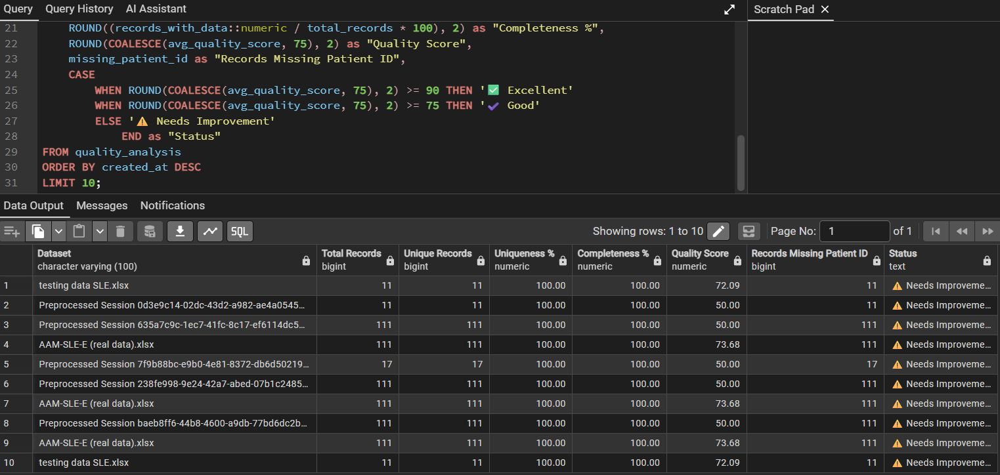 Query Query History AI Assistant Scratch Pad
21 ROUND((records_with_data::numeric / total_records * 100), 2) as "Completeness %",
22 ROUND(COALESCE(avg_quality_score, 75), 2) as "Quality Score",
23 missing_patient_id as "Records Missing Patient ID",
24 CASE
25 WHEN ROUND(COALESCE(avg_quality_score, 75), 2) >= 90 THEN '✅ Excellent'
26 WHEN ROUND(COALESCE(avg_quality_score, 75), 2) >= 75 THEN '✔ Good'
27 ELSE '⚠ Needs Improvement'
28 END as "Status"
29 FROM quality_analysis
30 ORDER BY created_at DESC
31 LIMIT 10;
Data Output Messages Notifications
SQL Showing rows: 1 to 10 Page No: 1 of 1
Dataset Total Records Unique Records Uniqueness % Completeness % Quality Score Records Missing Patient ID Status
character varying (100) bigint bigint numeric numeric numeric bigint text
1 testing data SLE.xlsx 11 11 100.00 100.00 72.09 11 ⚠ Needs Improveme...
2 Preprocessed Session 0d3e9c14-02dc-43d2-a982-ae4a0545... 11 11 100.00 100.00 50.00 11 ⚠ Needs Improveme...
3 Preprocessed Session 635a7c9c-1ec7-41fc-8c17-ef6114dc5... 111 111 100.00 100.00 50.00 111 ⚠ Needs Improveme...
4 AAM-SLE-E (real data).xlsx 111 111 100.00 100.00 73.68 111 ⚠ Needs Improveme...
5 Preprocessed Session 7f9b88bc-e9b0-4e81-8372-db6d50219... 17 17 100.00 100.00 50.00 17 ⚠ Needs Improveme...
6 Preprocessed Session 238fe998-9e24-42a7-abed-07b1c2485... 111 111 100.00 100.00 50.00 111 ⚠ Needs Improveme...
7 AAM-SLE-E (real data).xlsx 111 111 100.00 100.00 73.68 111 ⚠ Needs Improveme...
8 Preprocessed Session baeb8ff6-44b8-4600-a9db-77bd6dc2b... 111 111 100.00 100.00 50.00 111 ⚠ Needs Improveme...
9 AAM-SLE-E (real data).xlsx 111 111 100.00 100.00 73.68 111 ⚠ Needs Improveme...
10 testing data SLE.xlsx 11 11 100.00 100.00 72.09 11 ⚠ Needs Improveme...